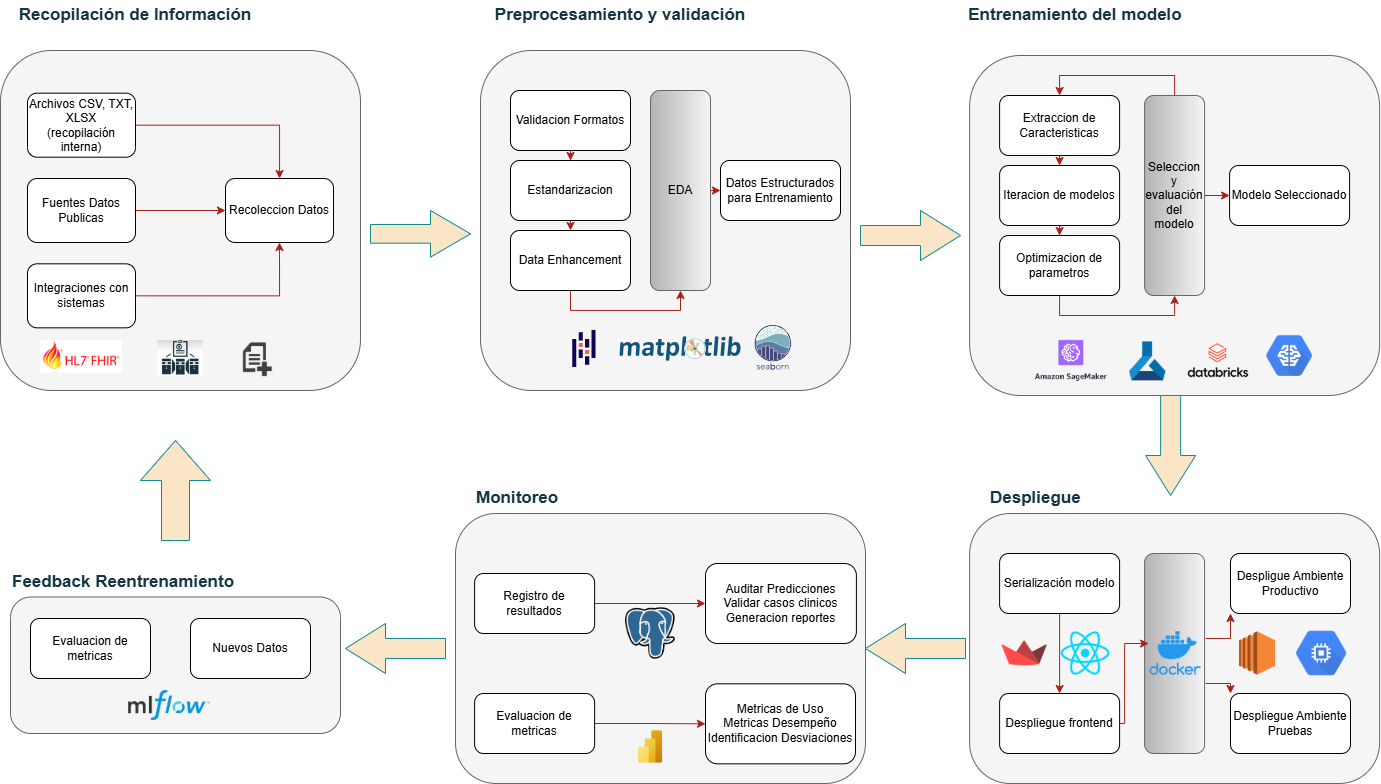 Recopilación de Información
Archivos CSV, TXT,
XLSX
(recopilación
interna)
Fuentes Datos
Publicas
Integraciones con
sistemas
Recoleccion Datos
HL7 FHIR
Preprocesamiento y validación
Validacion Formatos
Estandarizacion
Data Enhancement
EDA
Datos Estructurados
para Entrenamiento
matplotlib
seaborn
Entrenamiento del modelo
Extraccion de
Caracteristicas
Iteracion de modelos
Optimizacion de
parametros
Seleccion
y
evaluación
del
modelo
Modelo Seleccionado
Amazon SageMaker
databricks
Despliegue
Serialización modelo
Despliegue frontend
docker
Despligue Ambiente
Productivo
Despligue Ambiente
Pruebas
Monitoreo
Registro de
resultados
Auditar Predicciones
Validar casos clinicos
Generacion reportes
Evaluacion de
metricas
Metricas de Uso
Metricas Desempeño
Identificacion Desviaciones
Feedback Reentrenamiento
Evaluacion de
metricas
Nuevos Datos
mlflow